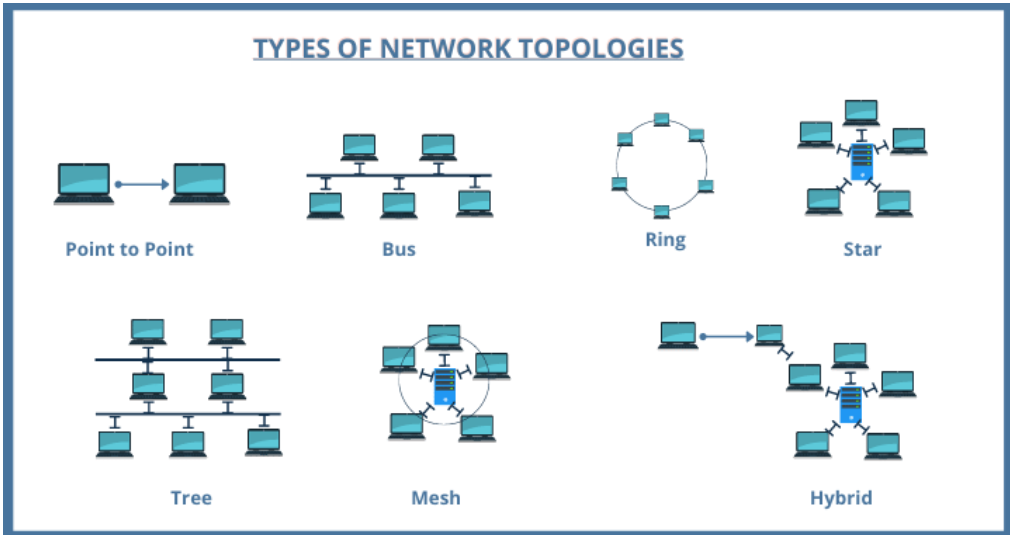 TYPES OF NETWORK TOPOLOGIES
Point to Point
Bus
Ring
Star
Tree
Mesh
Hybrid